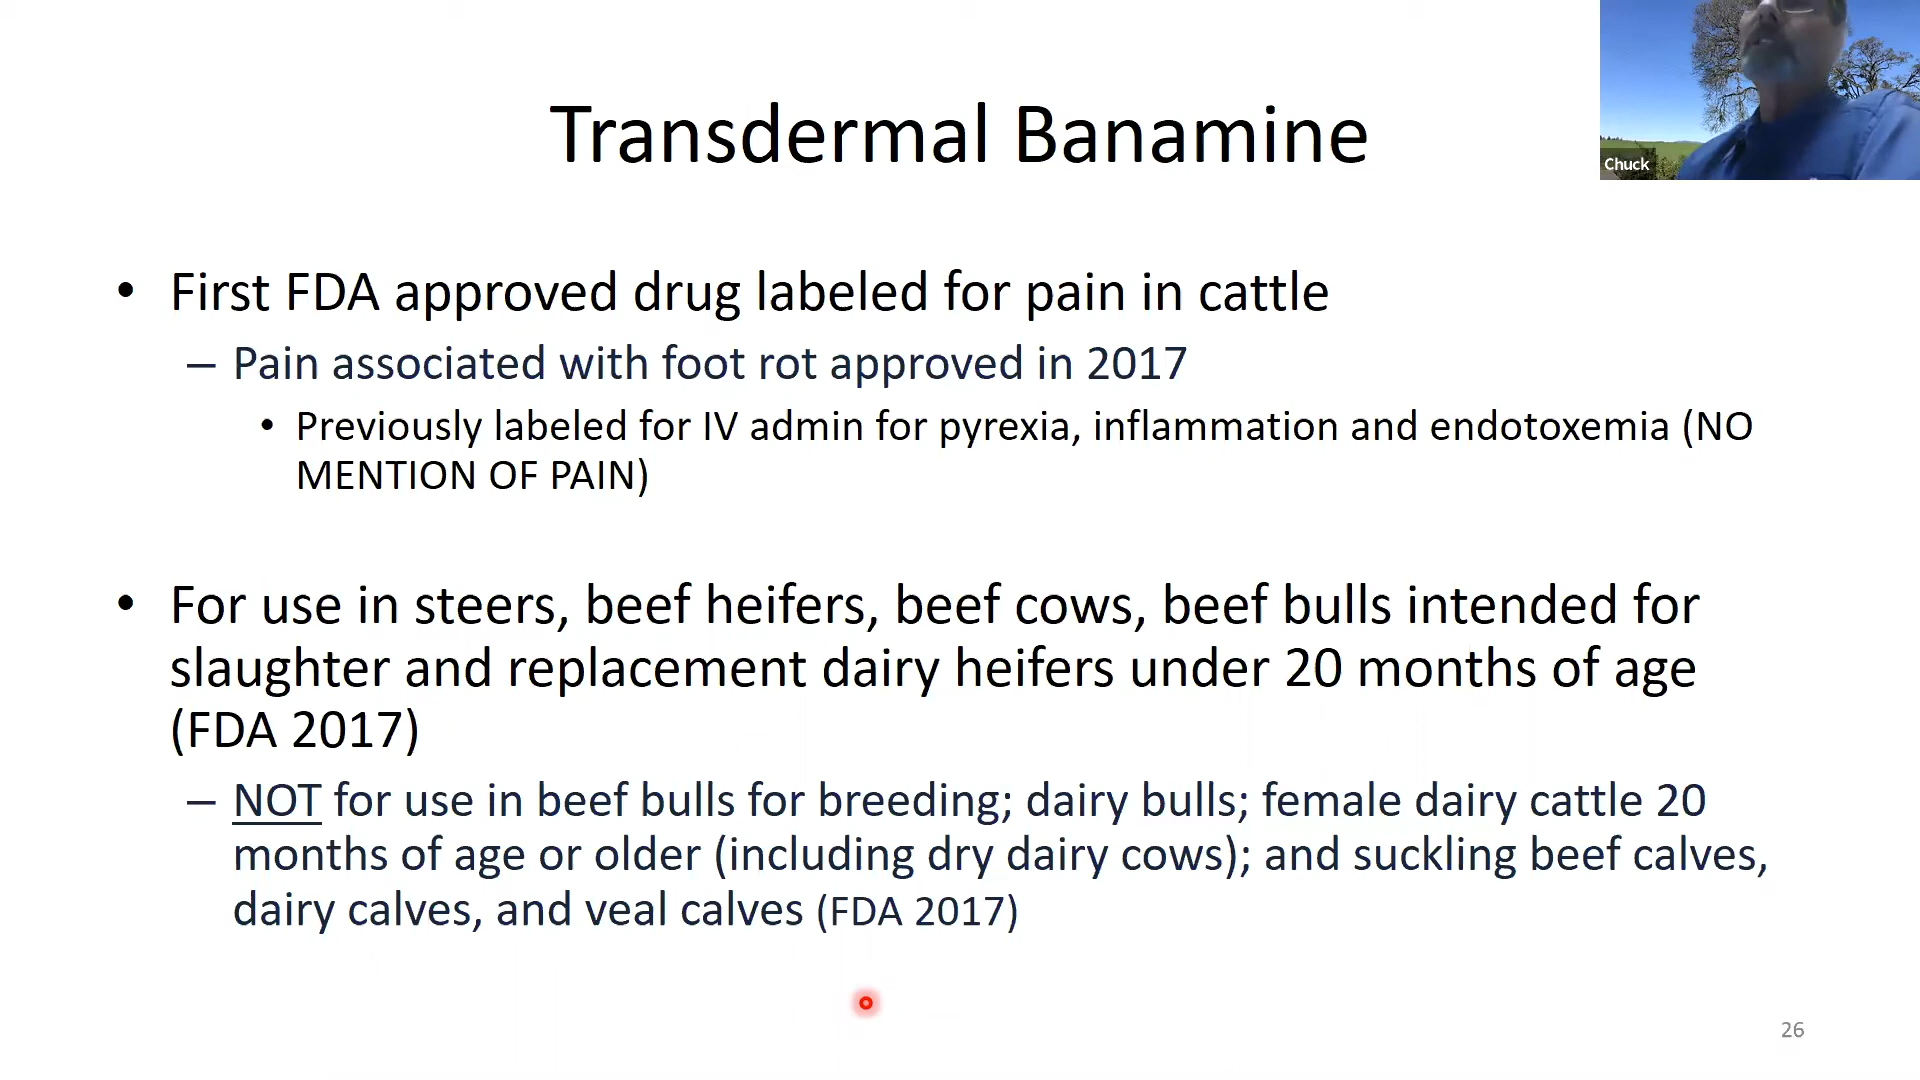 Transdermal Banamine
Chuck
• First FDA approved drug labeled for pain in cattle
– Pain associated with foot rot approved in 2017
• Previously labeled for IV admin for pyrexia, inflammation and endotoxemia (NO
MENTION OF PAIN)
• For use in steers, beef heifers, beef cows, beef bulls intended for
slaughter and replacement dairy heifers under 20 months of age
(FDA 2017)
– NOT for use in beef bulls for breeding; dairy bulls; female dairy cattle 20
months of age or older (including dry dairy cows); and suckling beef calves,
dairy calves, and veal calves (FDA 2017)
26